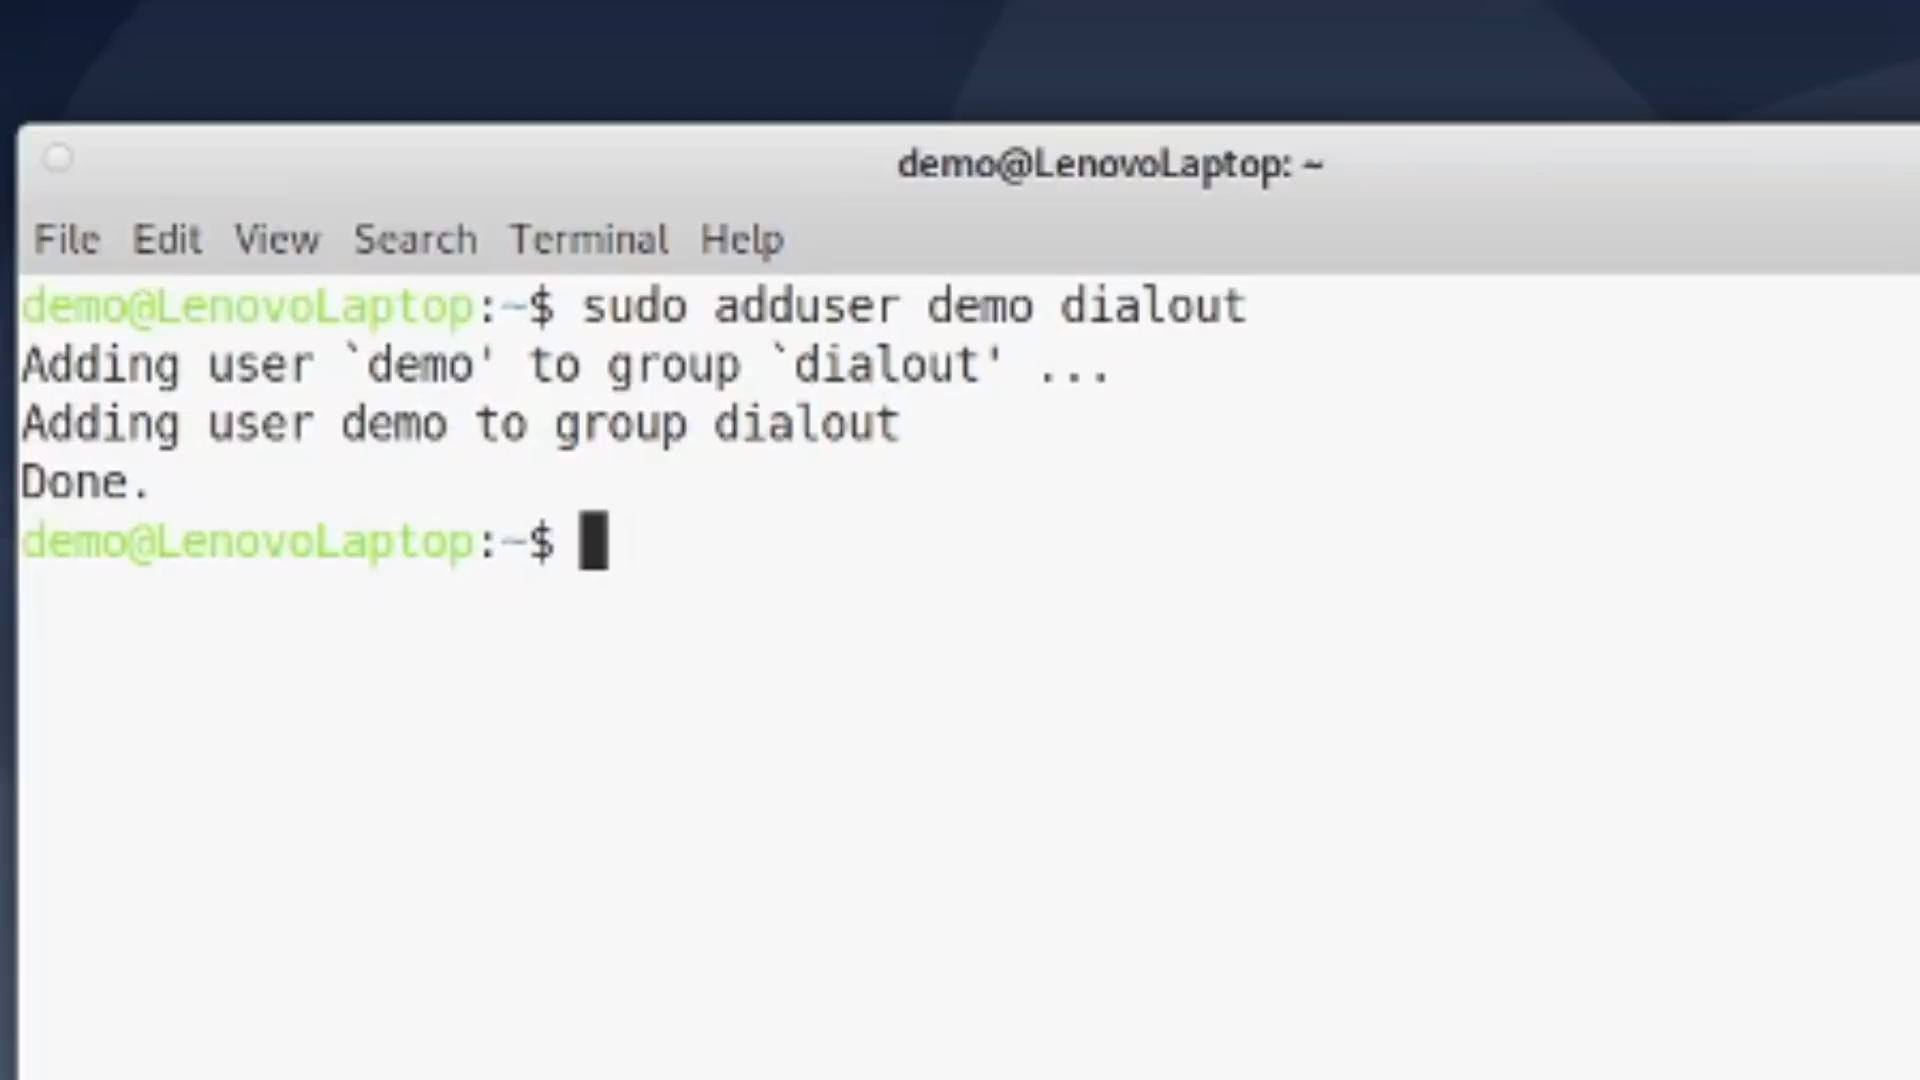 demo@LenovoLaptop: ~
File Edit View Search Terminal Help
demo@LenovoLaptop:~$ sudo adduser demo dialout
Adding user `demo' to group `dialout' ...
Adding user demo to group dialout
Done.
demo@LenovoLaptop:~$